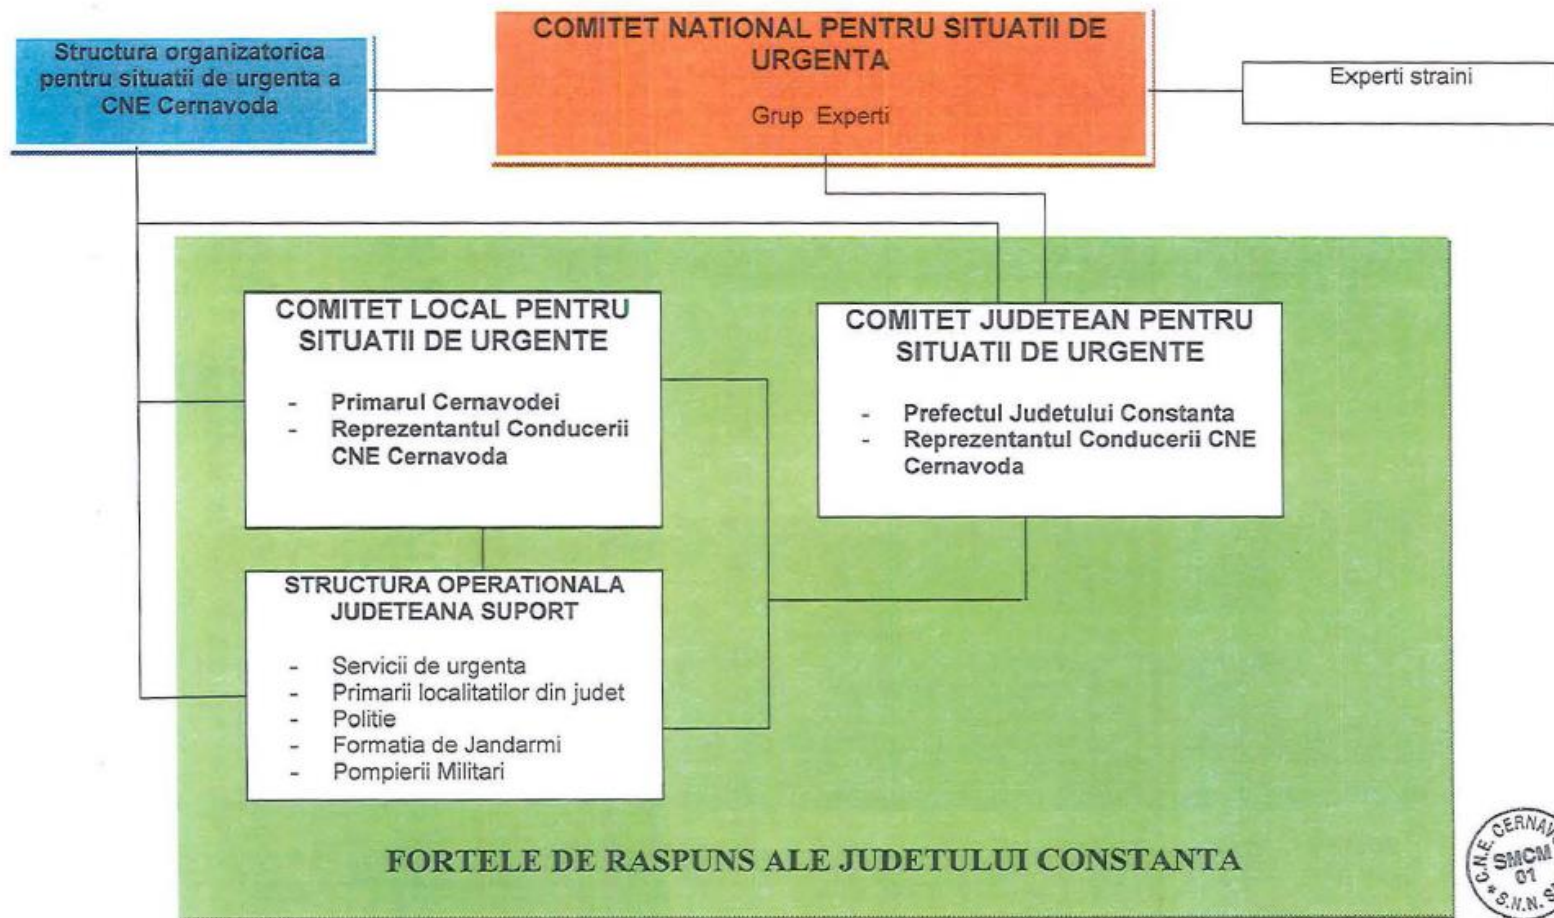 Structura organizatorica
pentru situatii de urgenta a
CNE Cernavoda
COMITET NATIONAL PENTRU SITUATII DE
URGENTA
Grup Experti
Experti straini
COMITET LOCAL PENTRU
SITUATII DE URGENTE
- Primarul Cernavodei
- Reprezentantul Conducerii
CNE Cernavoda
COMITET JUDETEAN PENTRU
SITUATII DE URGENTE
- Prefectul Judetului Constanta
- Reprezentantul Conducerii CNE
Cernavoda
STRUCTURA OPERATIONALA
JUDETEANA SUPORT
- Servicii de urgenta
- Primarii localitatilor din judet
- Politie
- Formatia de Jandarmi
- Pompierii Militari
FORTELE DE RASPUNS ALE JUDETULUI CONSTANTA
C.N.E.
SMCM
01
S.N.N.